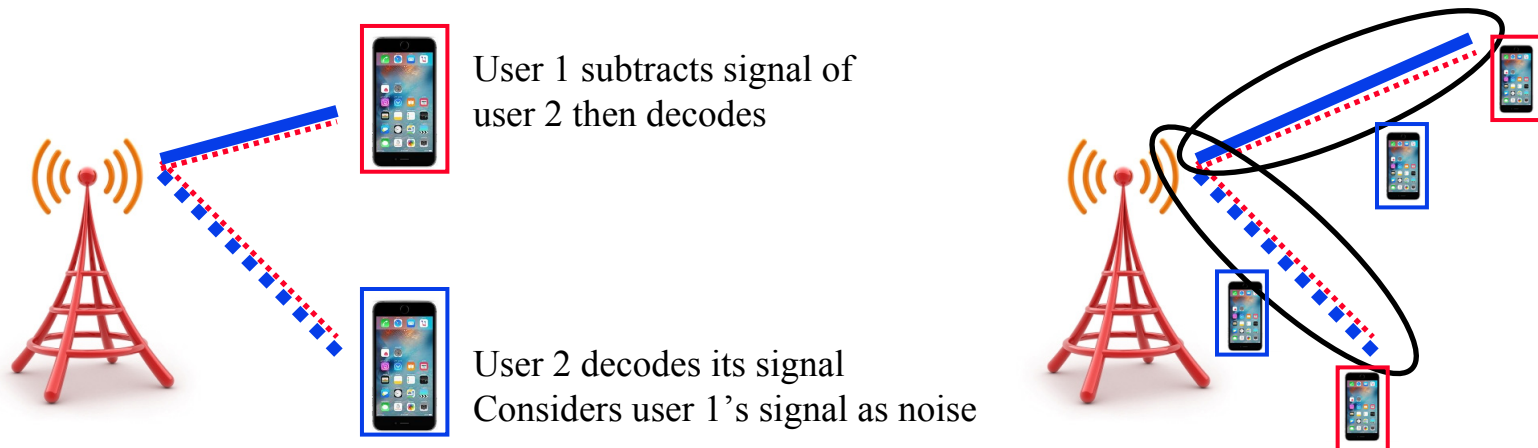 User 1 subtracts signal of
user 2 then decodes
User 2 decodes its signal
Considers user 1's signal as noise